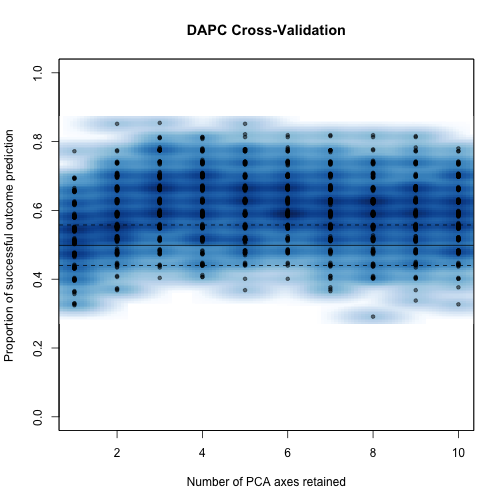 DAPC Cross-Validation
Proportion of successful outcome prediction
1.0
0.8
0.6
0.4
0.2
0.0
2 4 6 8 10
Number of PCA axes retained